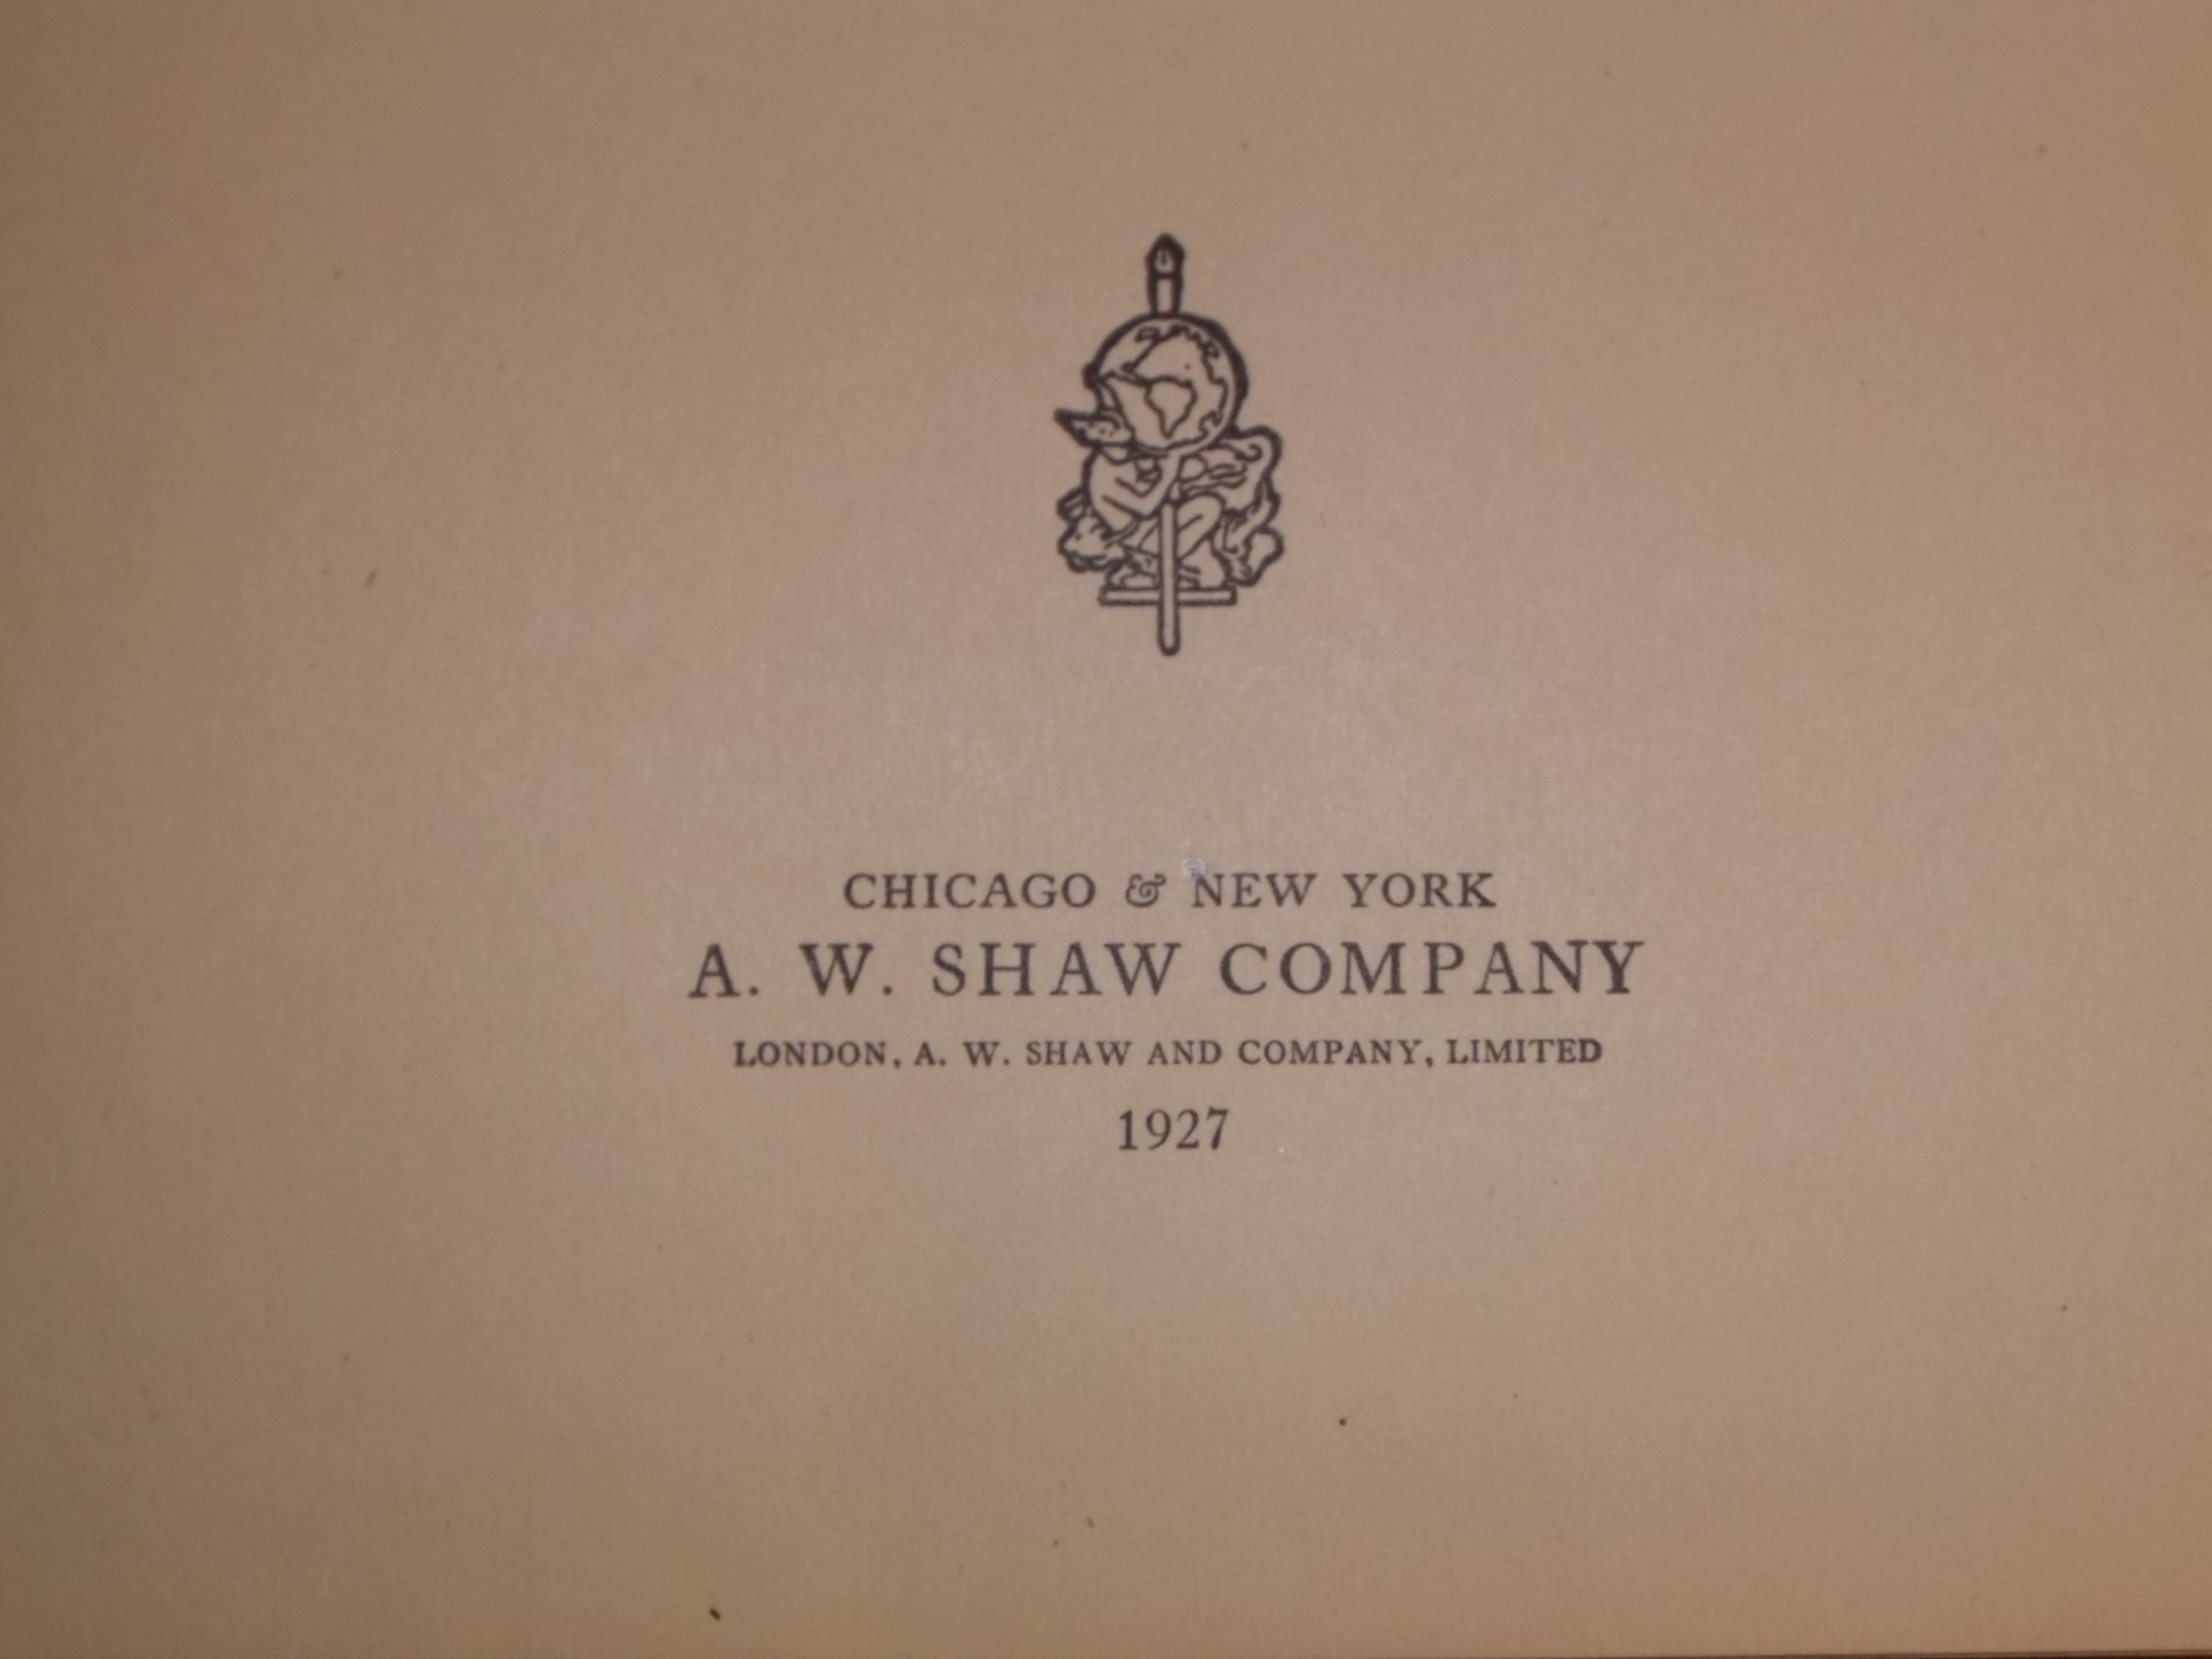 CHICAGO & NEW YORK
A. W. SHAW COMPANY
LONDON, A. W. SHAW AND COMPANY, LIMITED
1927